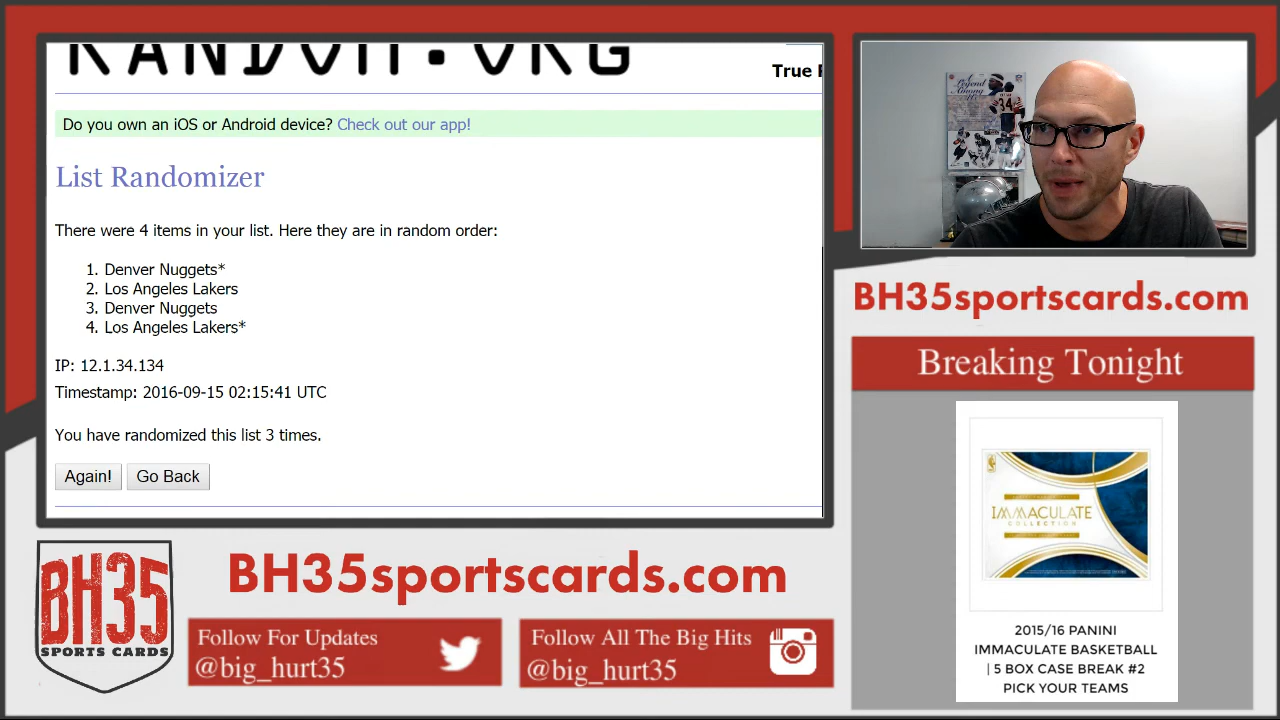 RANDOM.ORG
True
Do you own an iOS or Android device? Check out our app!
List Randomizer
There were 4 items in your list. Here they are in random order:
1. Denver Nuggets*
2. Los Angeles Lakers
3. Denver Nuggets
4. Los Angeles Lakers*
IP: 12.1.34.134
Timestamp: 2016-09-15 02:15:41 UTC
You have randomized this list 3 times.
Again! Go Back
34
BH35sportscards.com
Breaking Tonight
IMMACULATE
COLLECTION
2015/16 PANINI
IMMACULATE BASKETBALL
| 5 BOX CASE BREAK #2
PICK YOUR TEAMS
BH35
SPORTS CARDS
BH35sportscards.com
Follow For Updates
@big_hurt35
Follow All The Big Hits
@big_hurt35